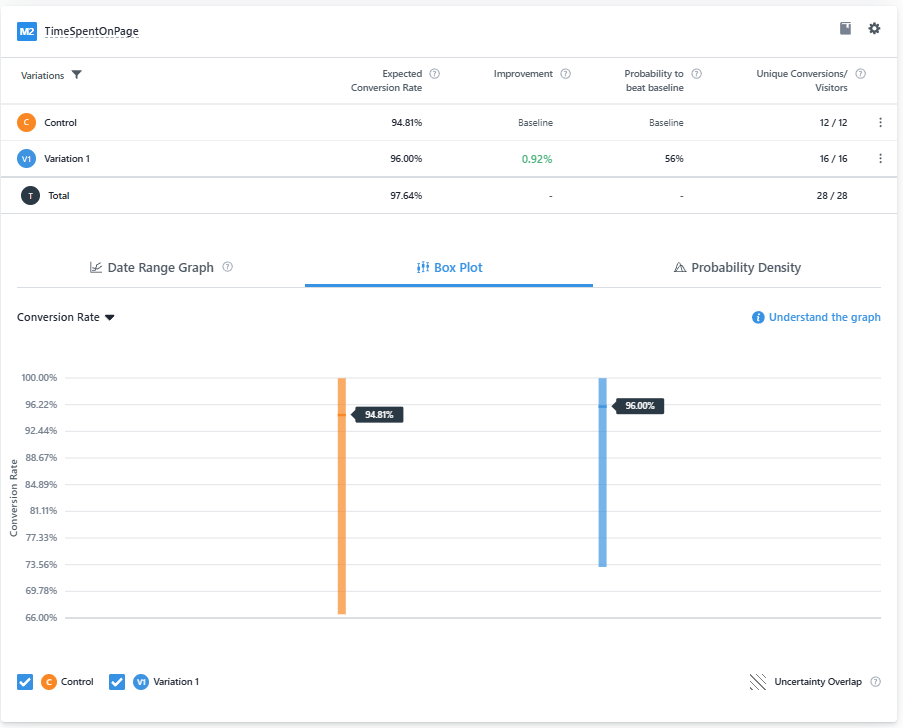 M2 TimeSpentOnPage
Variations
Expected Conversion Rate
Improvement
Probability to beat baseline
Unique Conversions/ Visitors
C Control 94.81% Baseline Baseline 12 / 12
V1 Variation 1 96.00% 0.92% 56% 16 / 16
T Total 97.64% - - 28 / 28
Date Range Graph
Box Plot
Probability Density
Conversion Rate
Understand the graph
100.00%
96.22%
92.44%
88.67%
84.89%
81.11%
77.33%
73.56%
69.78%
66.00%
Conversion Rate
94.81%
96.00%
C Control
V1 Variation 1
Uncertainty Overlap